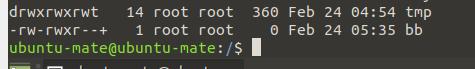 drwxrwxrwt   14 root root  360 Feb 24 04:54 tmp
-rw-rwxr--+   1 root root    0 Feb 24 05:35 bb
ubuntu-mate@ubuntu-mate:/$